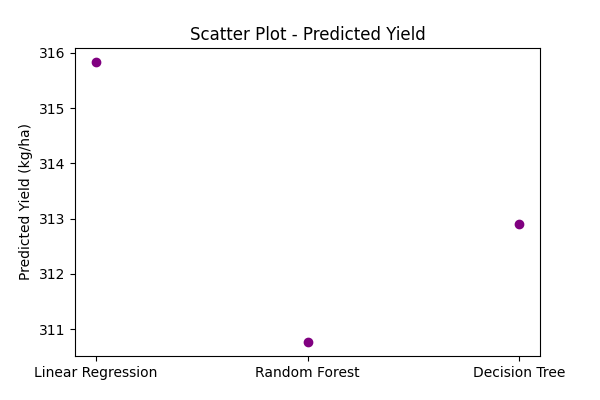 Scatter Plot - Predicted Yield
Predicted Yield (kg/ha)
316
315
314
313
312
311
Linear Regression
Random Forest
Decision Tree